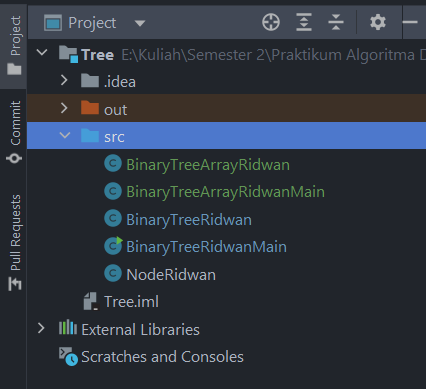 Project
Commit
Pull Requests
Project
Tree E:\Kuliah\Semester 2\Praktikum Algoritma D
.idea
out
src
BinaryTreeArrayRidwan
BinaryTreeArrayRidwanMain
BinaryTreeRidwan
BinaryTreeRidwanMain
NodeRidwan
Tree.iml
External Libraries
Scratches and Consoles